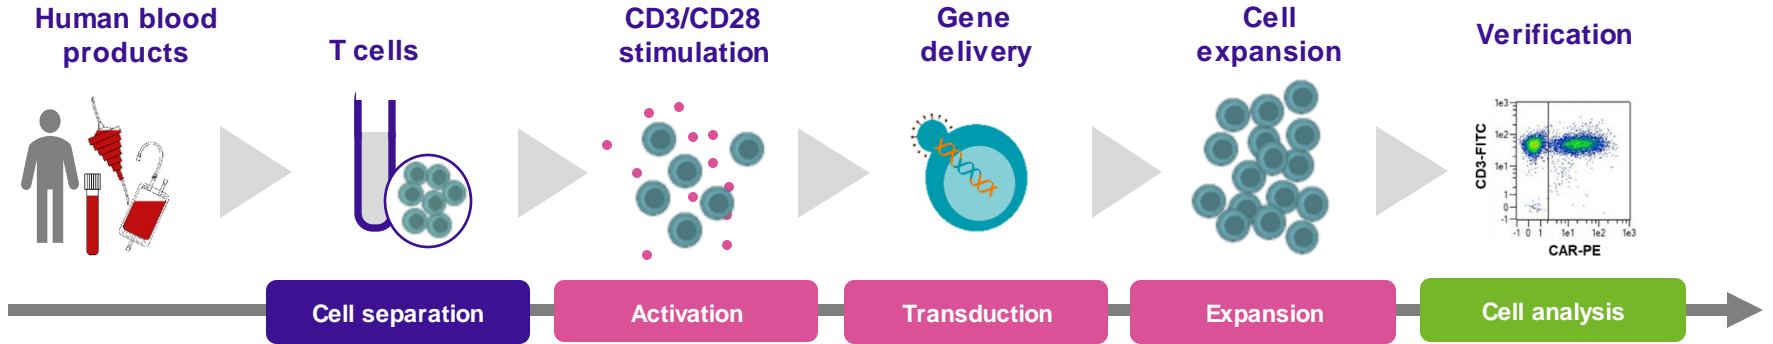 Human blood
products
T cells
CD3/CD28
stimulation
Gene
delivery
Cell
expansion
Verification
1e3
1e2
1e1
1
0
-1
CD3-FITC
-1 0 1 1e1 1e2 1e3
CAR-PE
Cell separation
Activation
Transduction
Expansion
Cell analysis